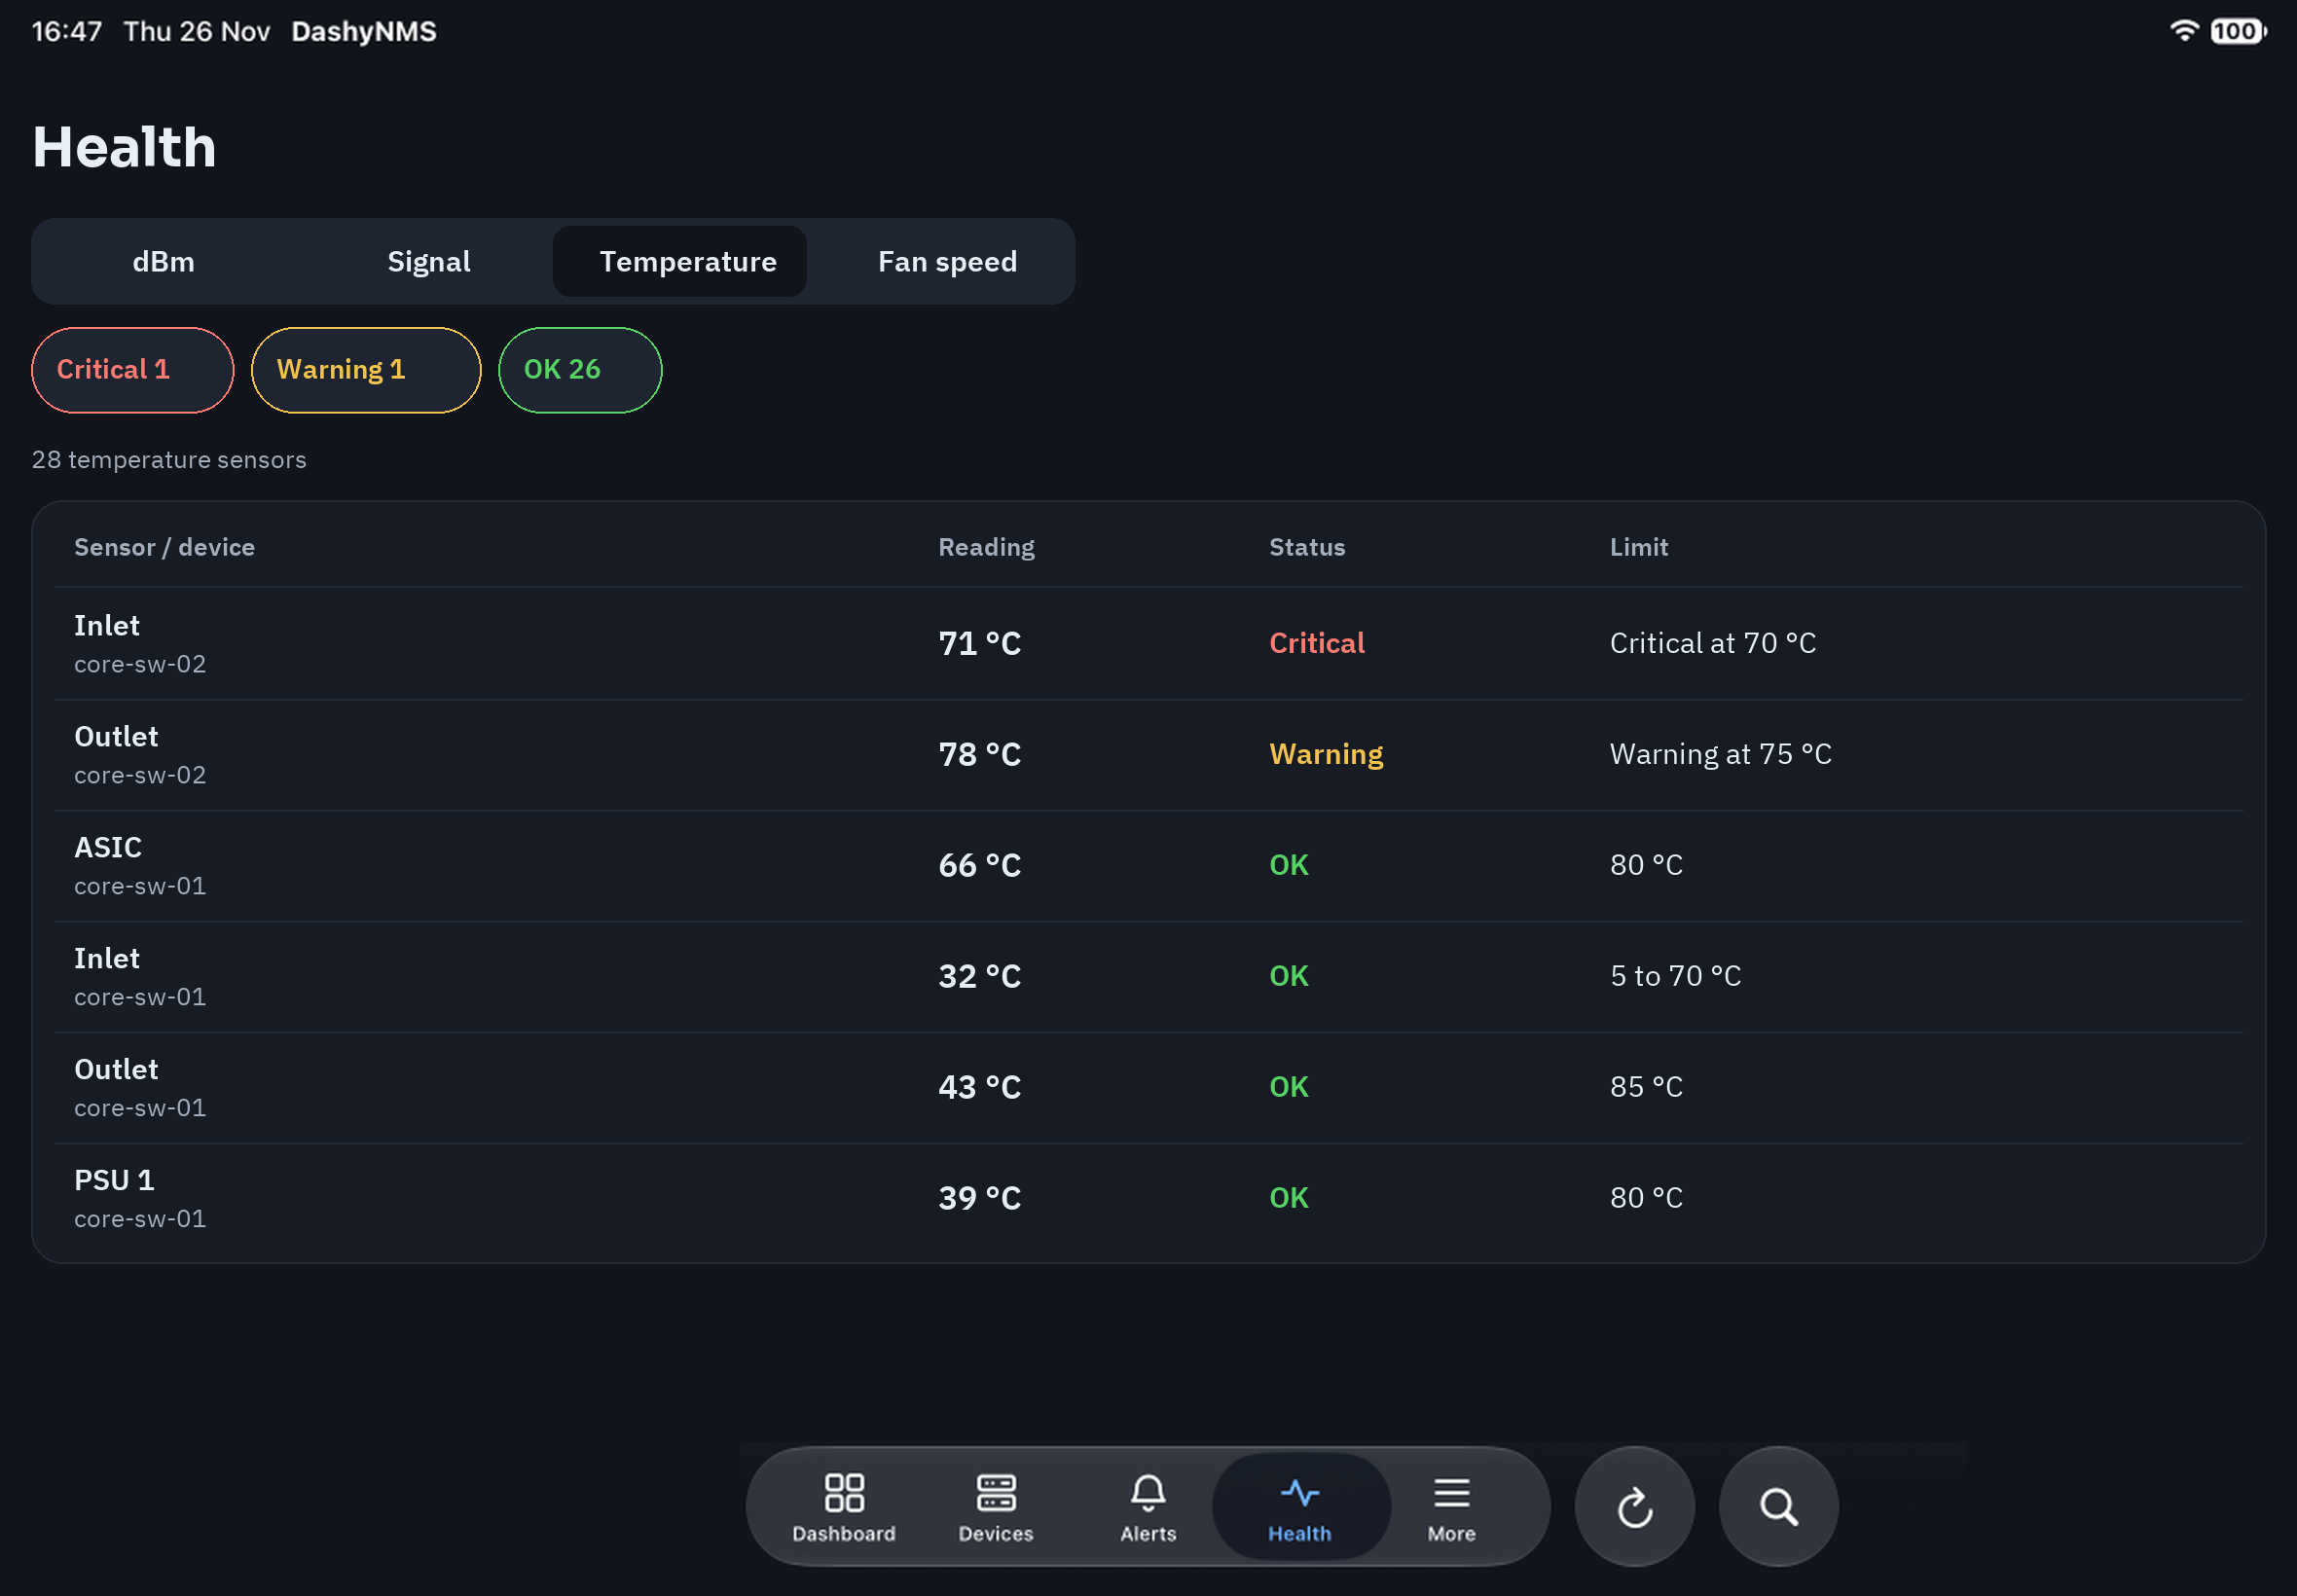 16:47 Thu 26 Nov DashyNMS 100
Health
dBm Signal Temperature Fan speed
Critical 1 Warning 1 OK 26
28 temperature sensors
Sensor / device Reading Status Limit
Inlet
core-sw-02
71 °C Critical Critical at 70 °C
Outlet
core-sw-02
78 °C Warning Warning at 75 °C
ASIC
core-sw-01
66 °C OK 80 °C
Inlet
core-sw-01
32 °C OK 5 to 70 °C
Outlet
core-sw-01
43 °C OK 85 °C
PSU 1
core-sw-01
39 °C OK 80 °C
Dashboard Devices Alerts Health More